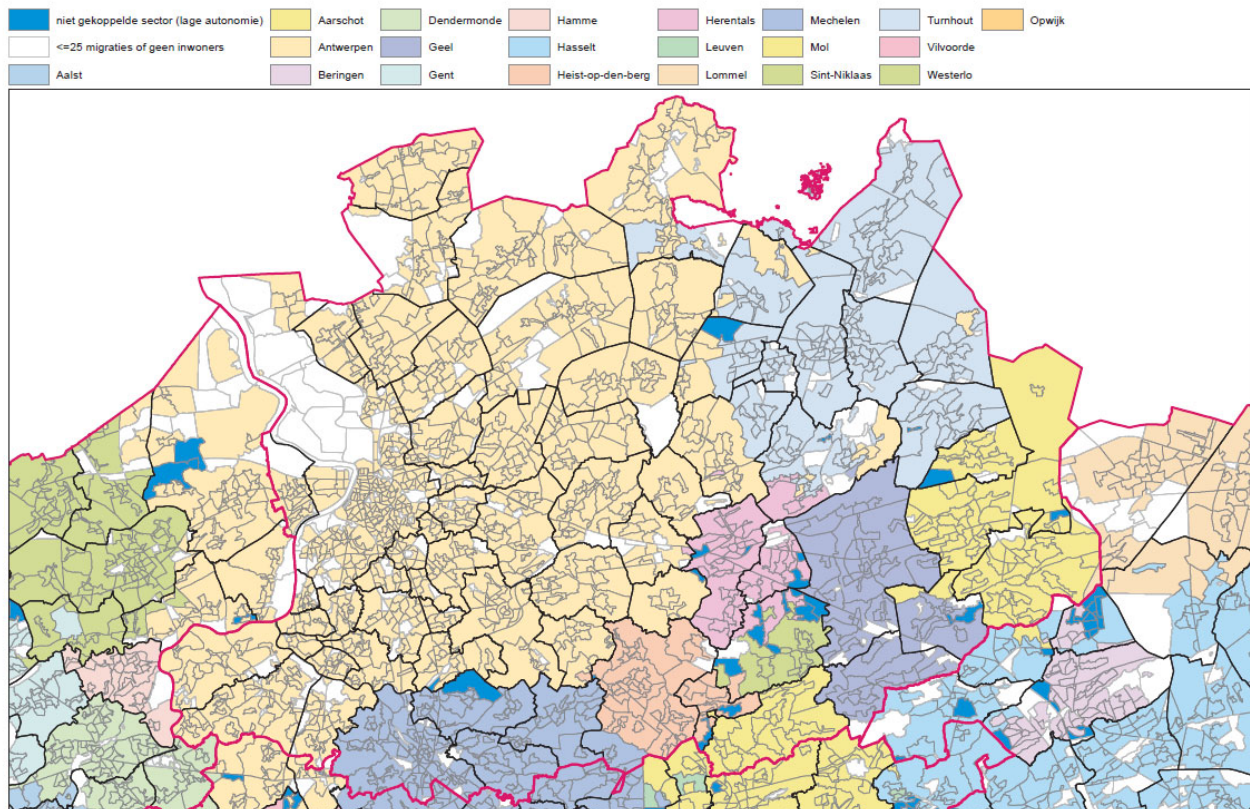 niet gekoppelde sector (lage autonomie) Aarschot Dendermonde Hamme Herentals Mechelen Turnhout Opwijk
<=25 migraties of geen inwoners Antwerpen Geel Hasselt Leuven Mol Vilvoorde
Aalst Beringen Gent Heist-op-den-berg Lommel Sint-Niklaas Westerlo